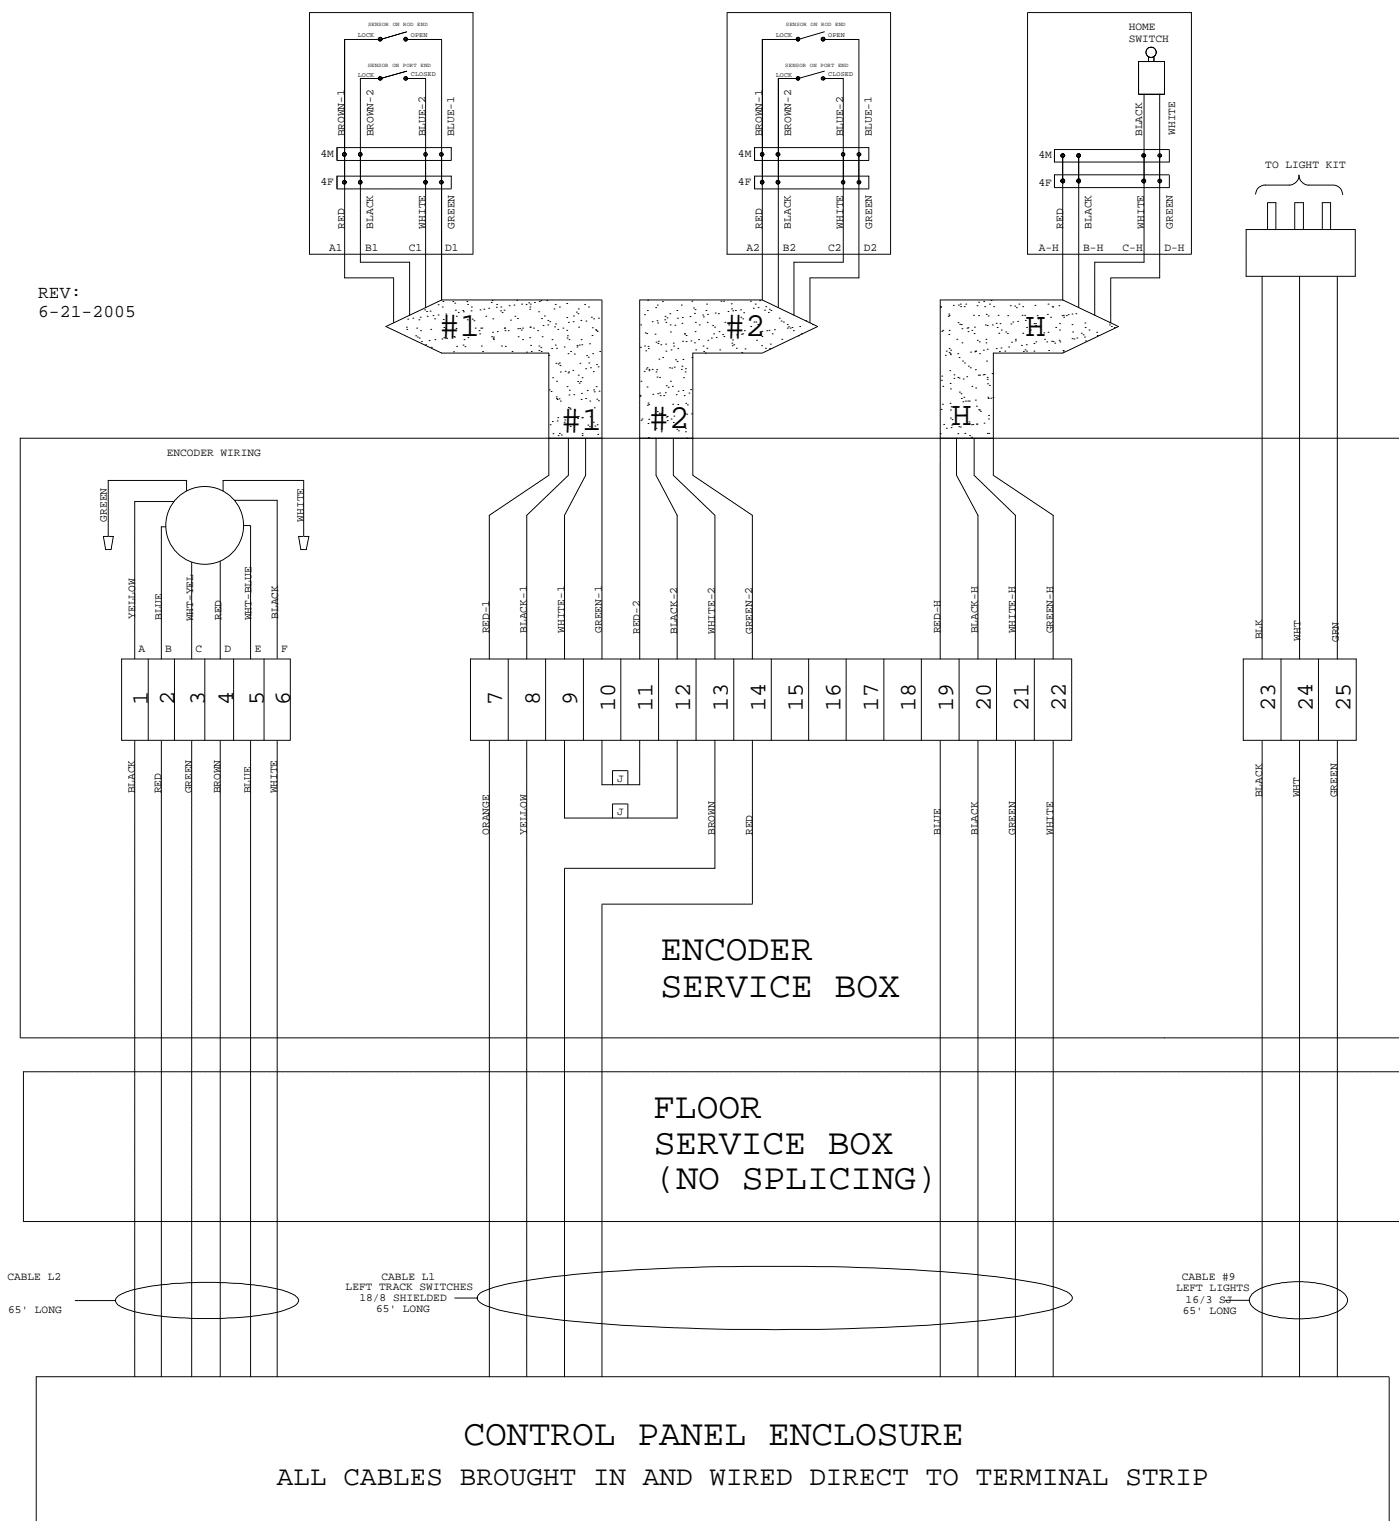 SENSOR ON ROD END
LOCK OPEN
SENSOR ON PORT END
LOCK CLOSED
BROWN-1 BROWN-2 BLUE-2 BLUE-1
4M
4F
RED BLACK WHITE GREEN
A1 B1 C1 D1
SENSOR ON ROD END
LOCK OPEN
SENSOR ON PORT END
LOCK CLOSED
BROWN-1 BROWN-2 BLUE-2 BLUE-1
4M
4F
RED BLACK WHITE GREEN
A2 B2 C2 D2
HOME
SWITCH
BLACK WHITE
4M
4F
RED BLACK WHITE GREEN
A-H B-H C-H D-H
TO LIGHT KIT
REV:
6-21-2005
#1 #2 H
#1 #2 H
ENCODER WIRING
GREEN WHITE
YELLOW BLUE WHT-YEL RED WHT-BLUE BLACK
A B C D E F
1 2 3 4 5 6
BLACK RED GREEN BROWN BLUE WHITE
RED-1 BLACK-1 WHITE-1 GREEN-1 RED-2 BLACK-2 WHITE-2 GREEN-2 RED-H BLACK-H WHITE-H GREEN-H
7 8 9 10 11 12 13 14 15 16 17 18 19 20 21 22
J
J
ORANGE YELLOW BROWN RED BLUE BLACK GREEN WHITE
BLK WHT GRN
23 24 25
BLACK WHT GREEN
ENCODER
SERVICE BOX
FLOOR
SERVICE BOX
(NO SPLICING)
CABLE L2
65' LONG
CABLE L1
LEFT TRACK SWITCHES
18/8 SHIELDED
65' LONG
CABLE #9
LEFT LIGHTS
16/3 SJ
65' LONG
CONTROL PANEL ENCLOSURE
ALL CABLES BROUGHT IN AND WIRED DIRECT TO TERMINAL STRIP